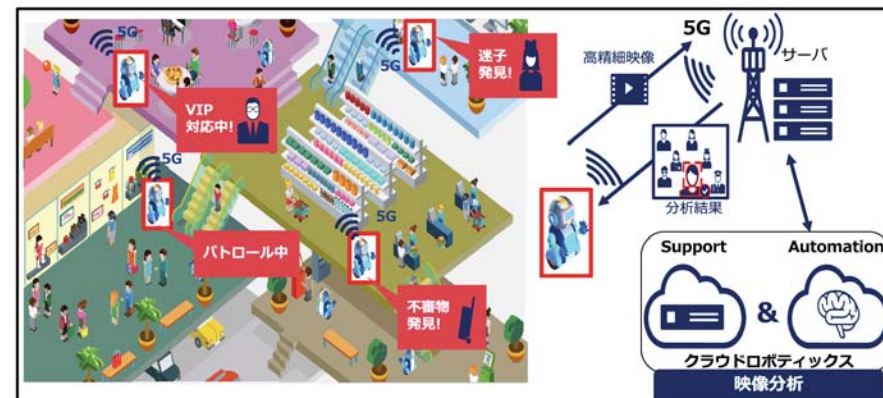 5G
VIP
対応中！
5G
迷子
発見！
5G
パトロール中
5G
不審物
発見！
高精細映像
5G
サーバ
分析結果
Support
Automation
&
クラウドロボティックス
映像分析